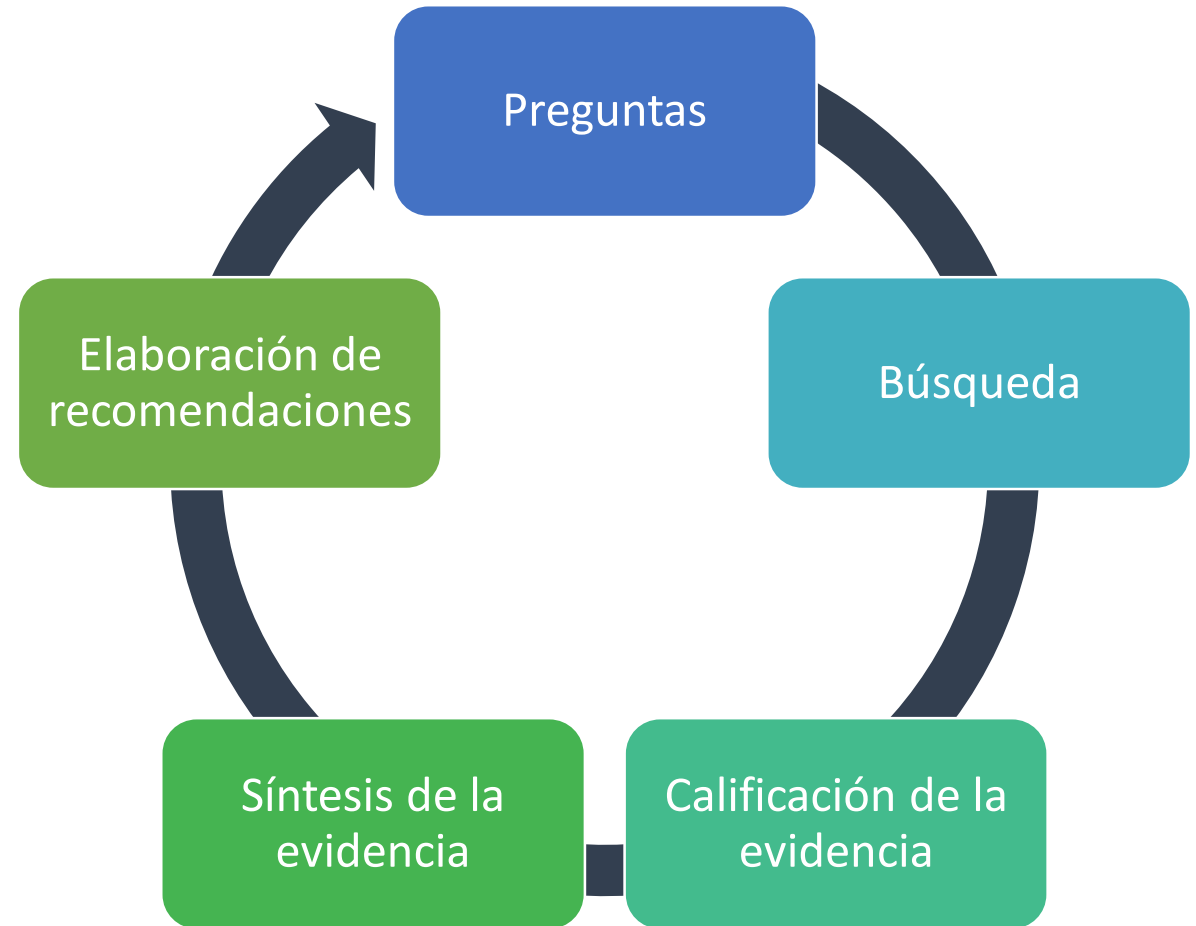 Preguntas
Búsqueda
Calificación de la
evidencia
Síntesis de la
evidencia
Elaboración de
recomendaciones